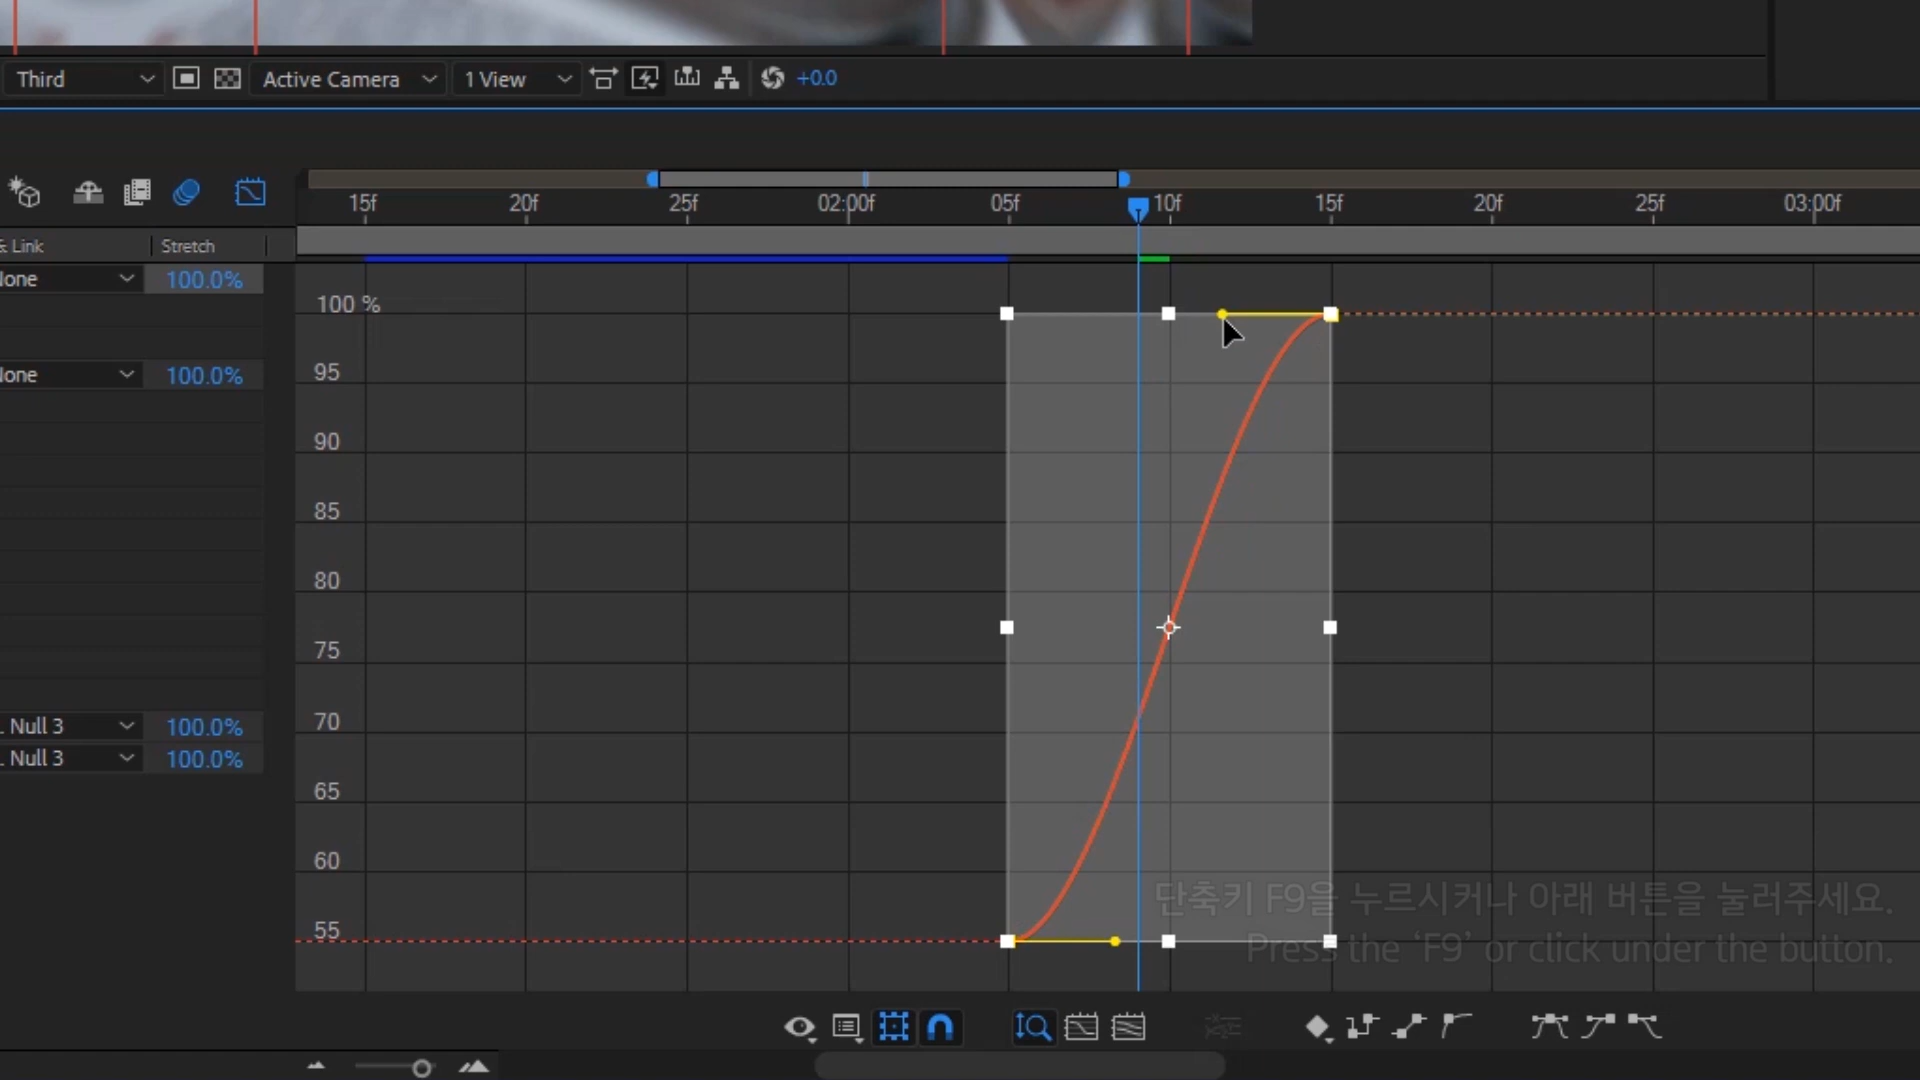 Third
Active Camera
1 View
+0.0
15f
20f
25f
02:00f
05f
10f
15f
20f
25f
03:00f
& Link
Stretch
100.0%
100 %
95
100.0%
90
85
80
75
70
. Null 3
100.0%
. Null 3
100.0%
65
60
55
단축키 F9을 누르시커나 아래 버튼을 눌러주세요.
Press the ‘F9’ or click under the button.